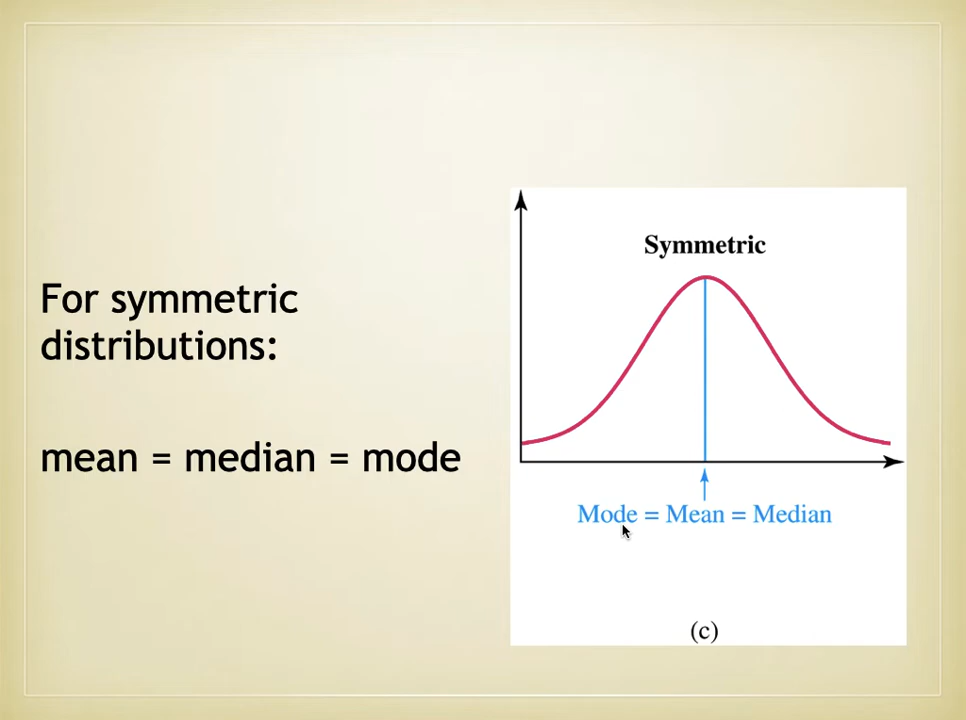 For symmetric
distributions:
mean = median = mode
Symmetric
Mode = Mean = Median
(c)